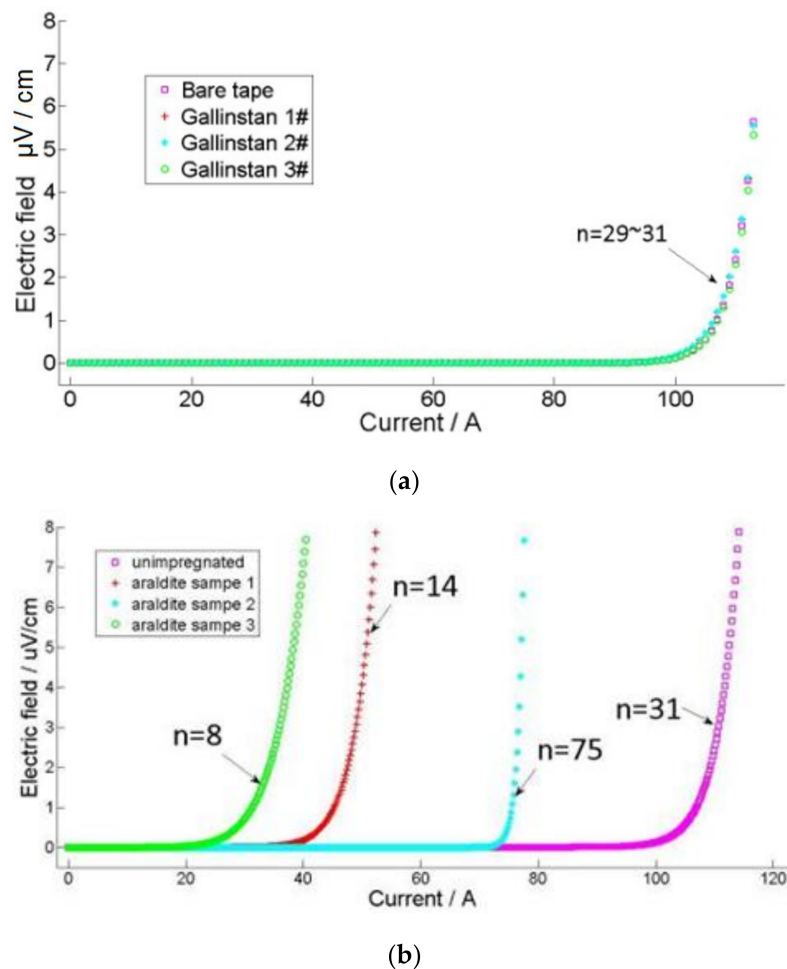 8
7
6
5
4
3
2
1
0
Electric field μV / cm
Bare tape
Gallinstan 1#
Gallinstan 2#
Gallinstan 3#
n=29~31
0 20 40 60 80 100
Current / A
(a)
8
7
6
5
4
3
2
1
0
Electric field / uV/cm
unimpregnated
araldite sampe 1
araldite sampe 2
araldite sampe 3
n=14
n=8
n=31
n=75
0 20 40 60 80 100 120
Current / A
(b)